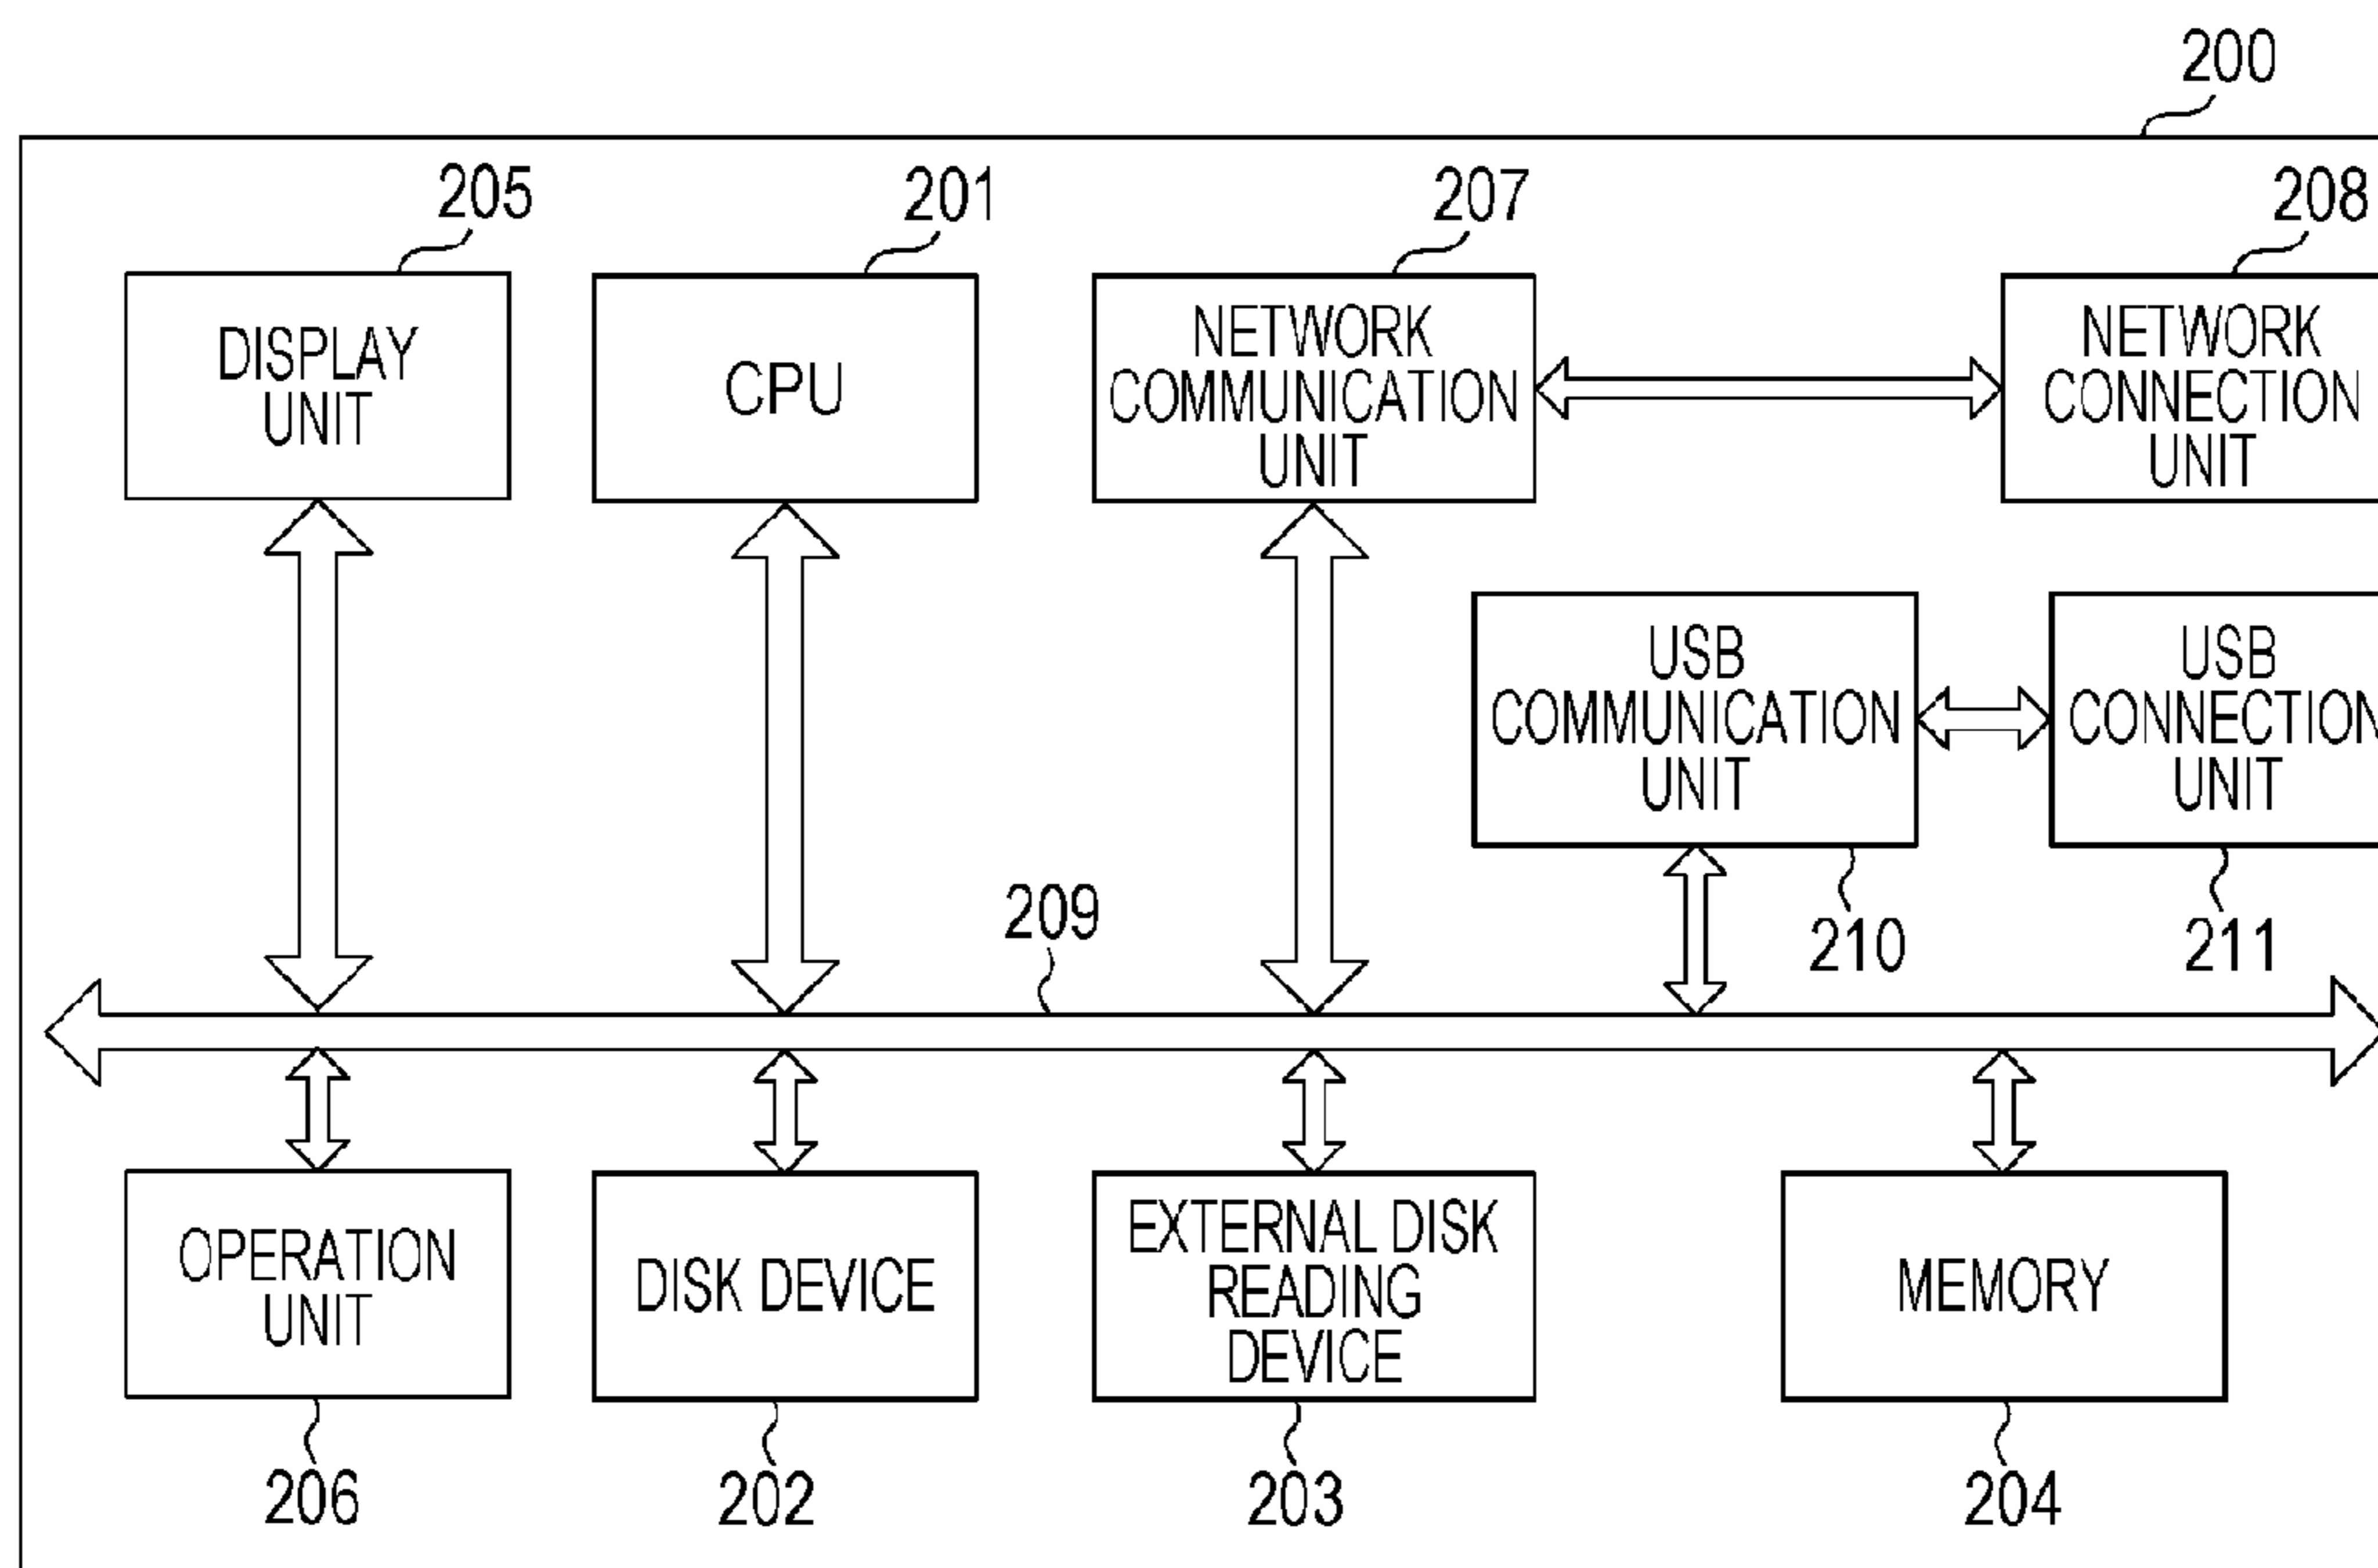 200
205
201
207
208
DISPLAY
UNIT
CPU
NETWORK
COMMUNICATION
UNIT
NETWORK
CONNECTION
UNIT
USB
COMMUNICATION
UNIT
USB
CONNECTION
UNIT
209
210
211
OPERATION
UNIT
DISK DEVICE
EXTERNAL DISK
READING
DEVICE
MEMORY
206
202
203
204